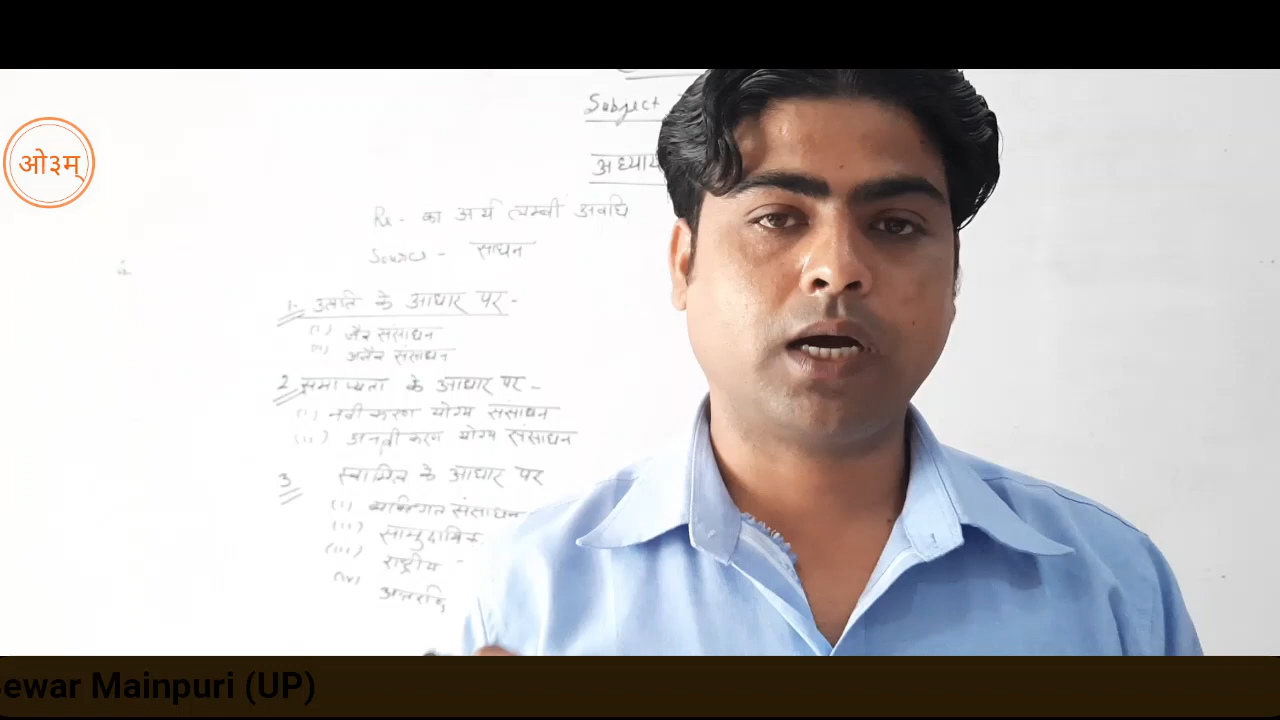 ओ३म्
Subject
अध्याय
Re - का अर्थ लम्बी अवधि
Source - साधन
1- उत्पत्ति के आधार पर -
(i) जैव संसाधन
(ii) अजैव संसाधन
2. समाप्यता के आधार पर -
(i) नवीकरण योग्य संसाधन
(ii) अनवीकरण योग्य संसाधन
3 स्वामित्व के आधार पर
(i) व्यक्तिगत संसाधन
(ii) सामुदायिक
(iii) राष्ट्रीय -
(iv)
ewar Mainpuri (UP)